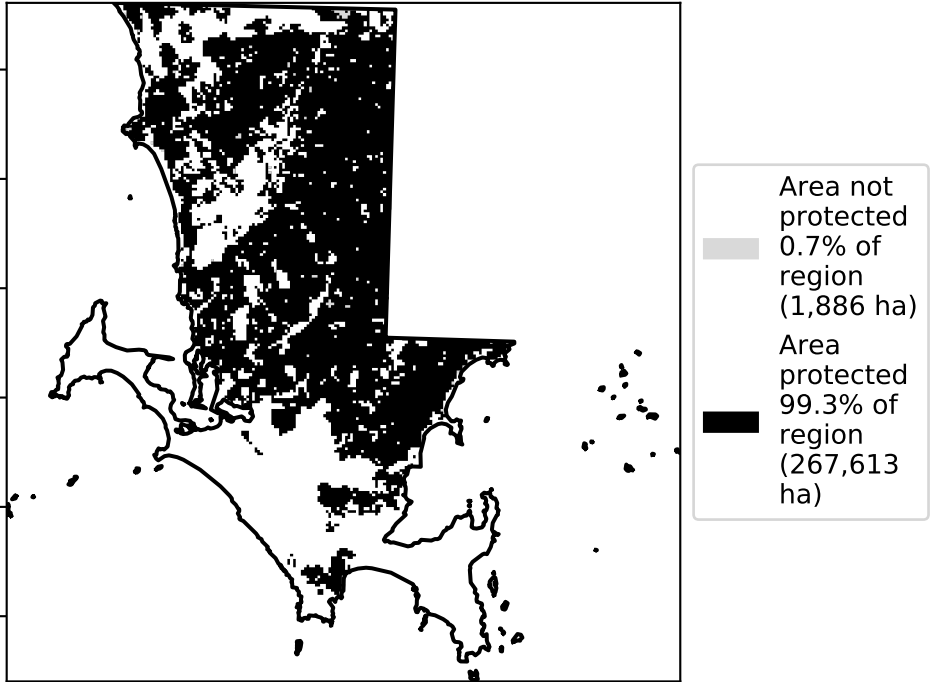 Area not
protected
0.7% of
region
(1,886 ha)
Area
protected
99.3% of
region
(267,613
ha)